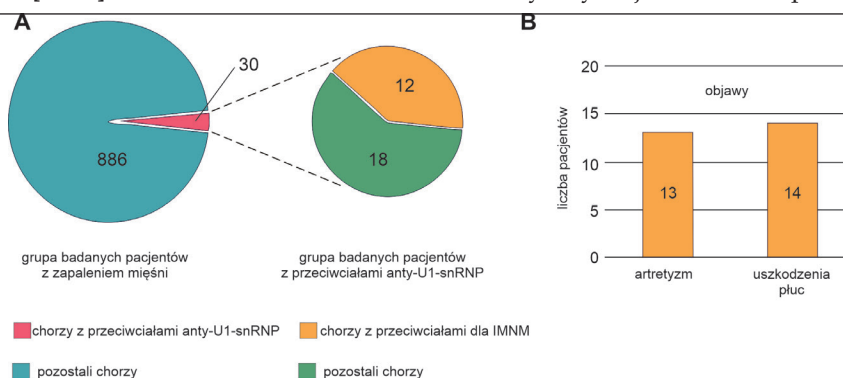 A
30
886
12
18
grupa badanych pacjentów
z zapaleniem mięśni
grupa badanych pacjentów
z przeciwciałami anty-U1-snRNP
chorzy z przeciwciałami anty-U1-snRNP
chorzy z przeciwciałami dla IMNM
pozostali chorzy
pozostali chorzy
B
liczba pacjentów
20
15
10
5
0
objawy
13
14
artretyzm
uszkodzenia
płuc